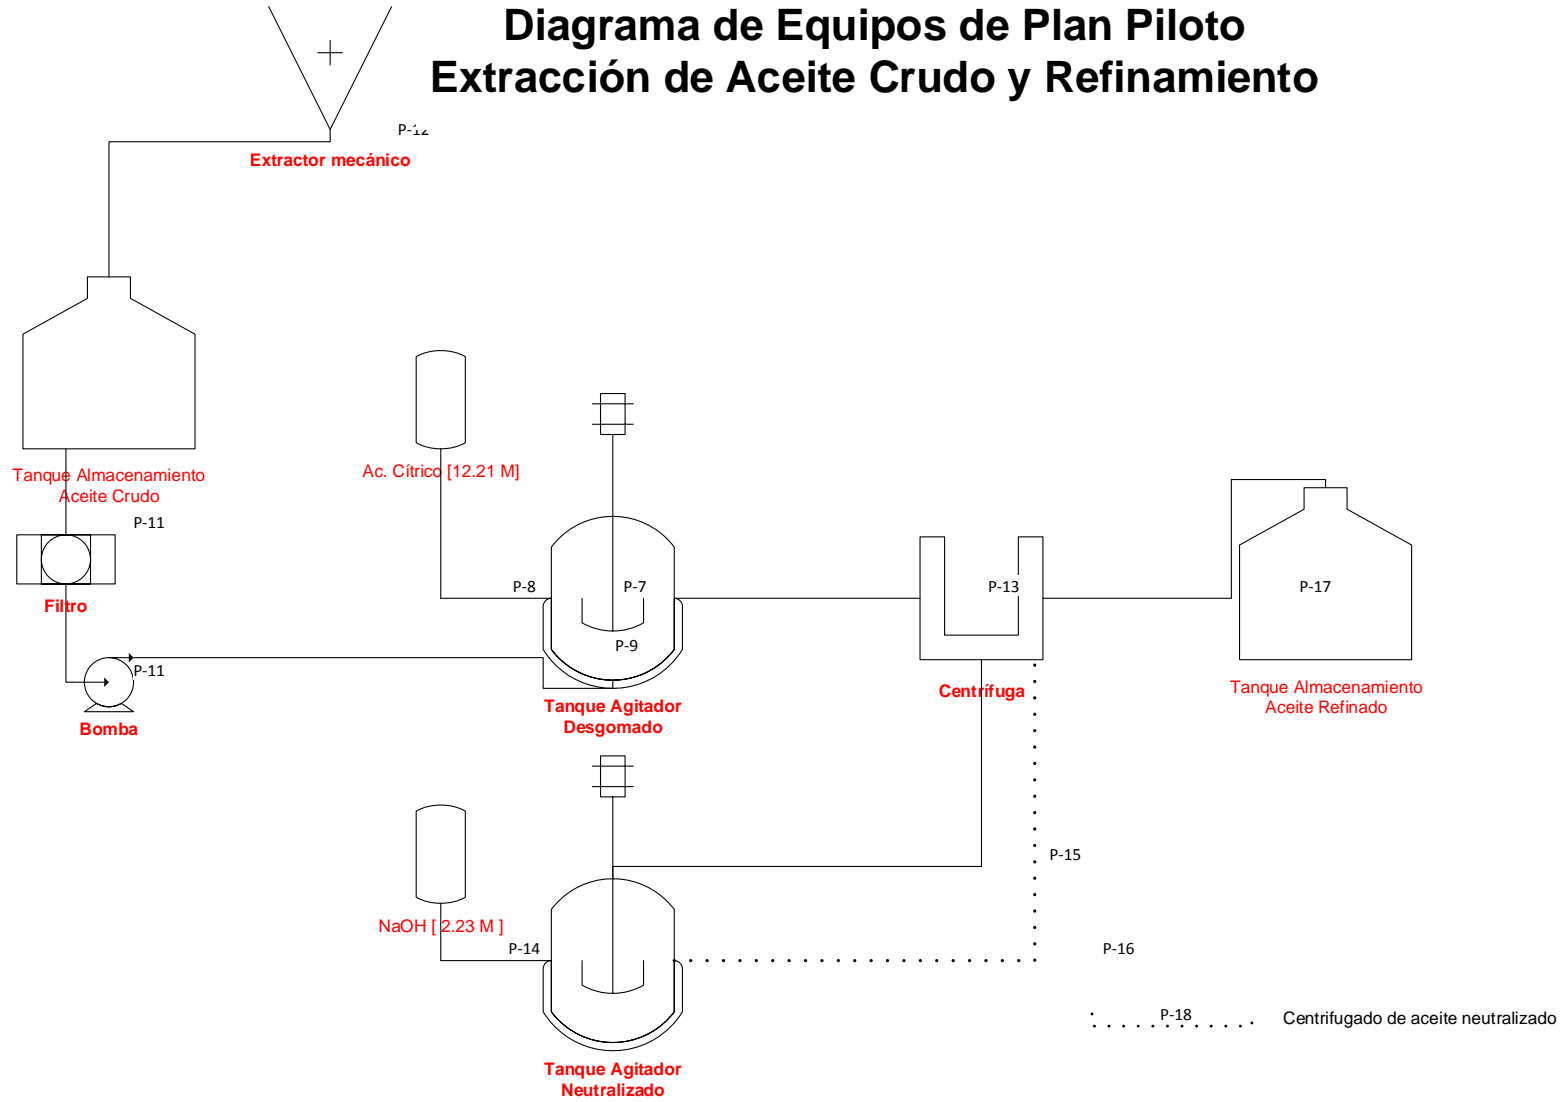 Diagrama de Equipos de Plan Piloto
Extracción de Aceite Crudo y Refinamiento
P-12
Extractor mecánico
Tanque Almacenamiento
Aceite Crudo
P-11
Filtro
P-11
Bomba
Ac. Cítrico [12.21 M]
P-8
P-7
P-9
Tanque Agitador
Desgomado
P-13
Centrífuga
P-17
Tanque Almacenamiento
Aceite Refinado
NaOH [ 2.23 M ]
P-14
P-15
P-16
P-18
Centrifugado de aceite neutralizado
Tanque Agitador
Neutralizado